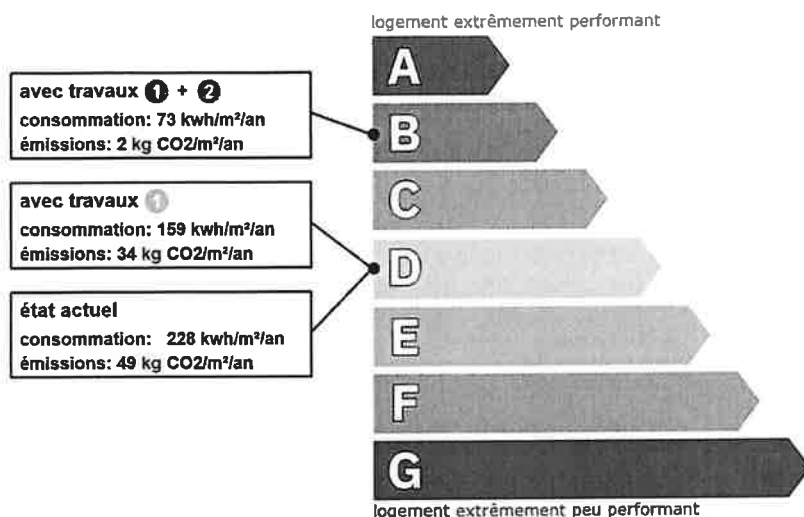 logement extrêmement performant
A
avec travaux 1 + 2
consommation: 73 kwh/m²/an
émissions: 2 kg CO2/m²/an
B
avec travaux 1
consommation: 159 kwh/m²/an
émissions: 34 kg CO2/m²/an
C
D
état actuel
consommation: 228 kwh/m²/an
émissions: 49 kg CO2/m²/an
E
F
G
logement extrêmement peu performant